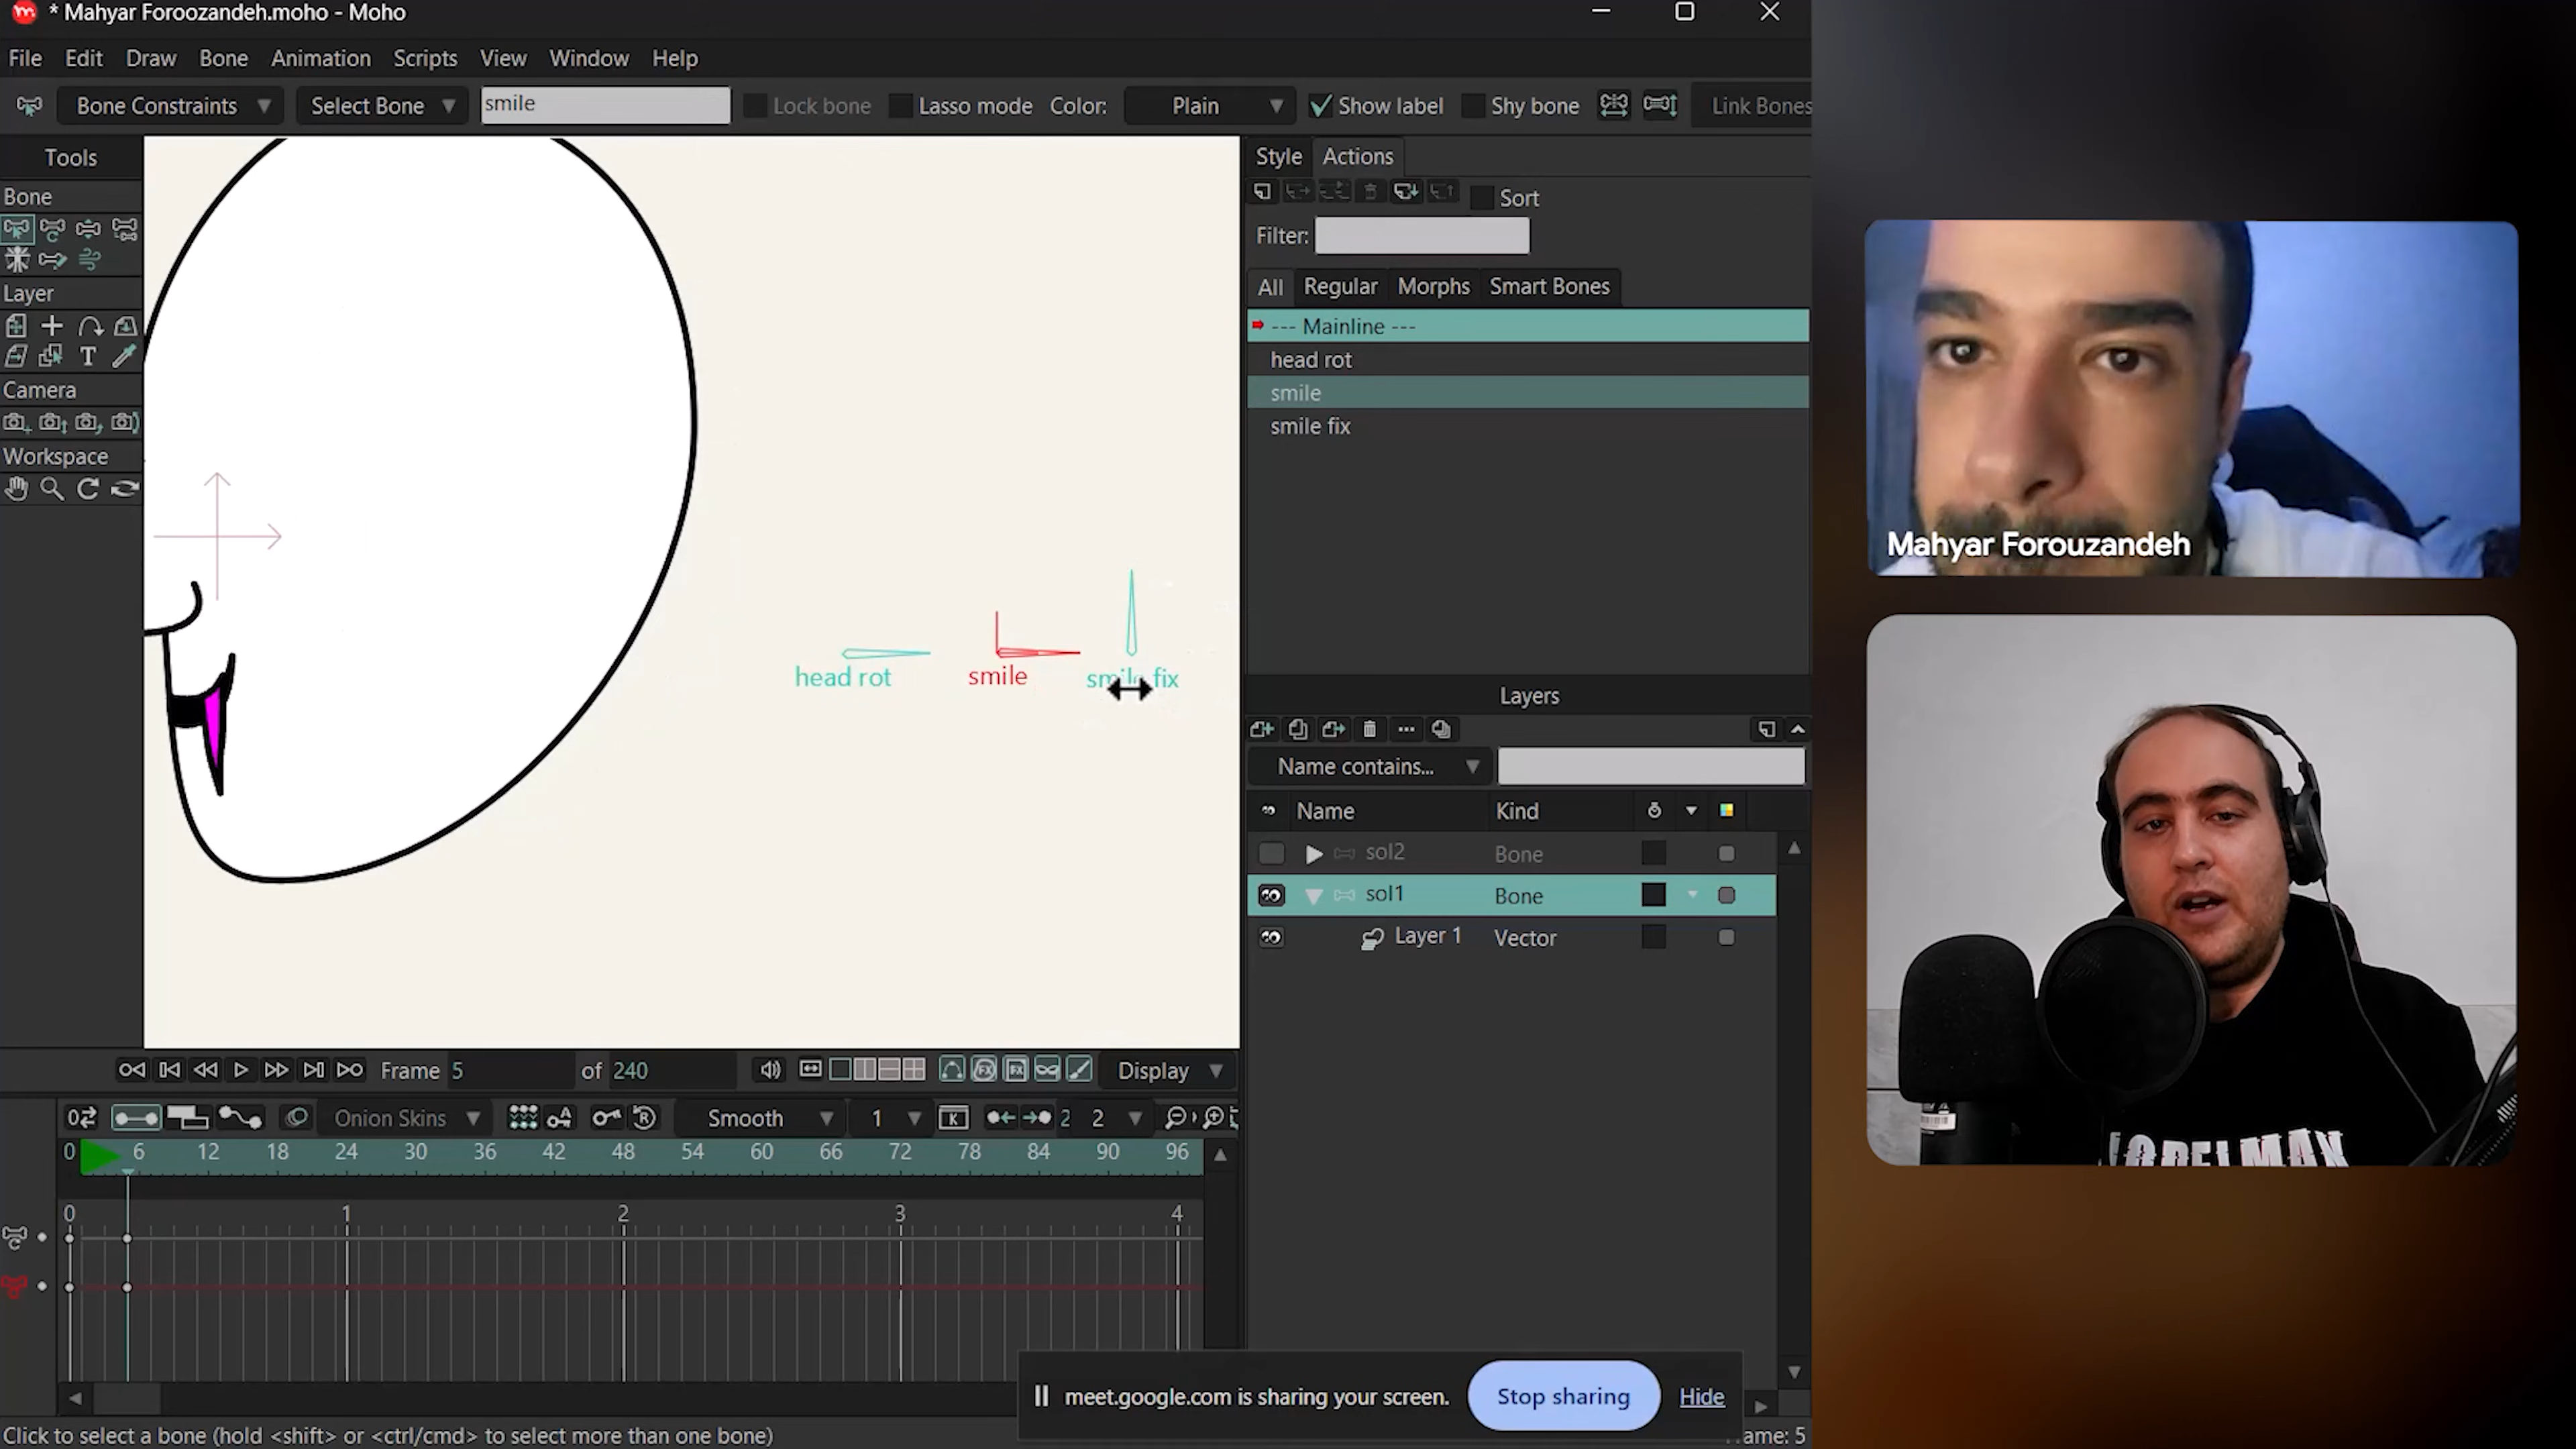 * Mahyar Foroozandeh.moho - Moho
File Edit Draw Bone Animation Scripts View Window Help
Bone Constraints Select Bone smile Lock bone Lasso mode Color: Plain Show label Shy bone Link Bones
Tools
Bone
Layer
Camera
Workspace
head rot
smile
smile fix
Style Actions
Sort
Filter:
All Regular Morphs Smart Bones
--- Mainline ---
head rot
smile
smile fix
Layers
Name contains...
Name Kind
sol2 Bone
sol1 Bone
Layer 1 Vector
Frame 5 of 240 Display
Onion Skins Smooth 1 2 2
0 6 12 18 24 30 36 42 48 54 60 66 72 78 84 90 96
0 1 2 3 4
meet.google.com is sharing your screen. Stop sharing Hide
Click to select a bone (hold <shift> or <ctrl/cmd> to select more than one bone)
ame: 5
Mahyar Forouzandeh